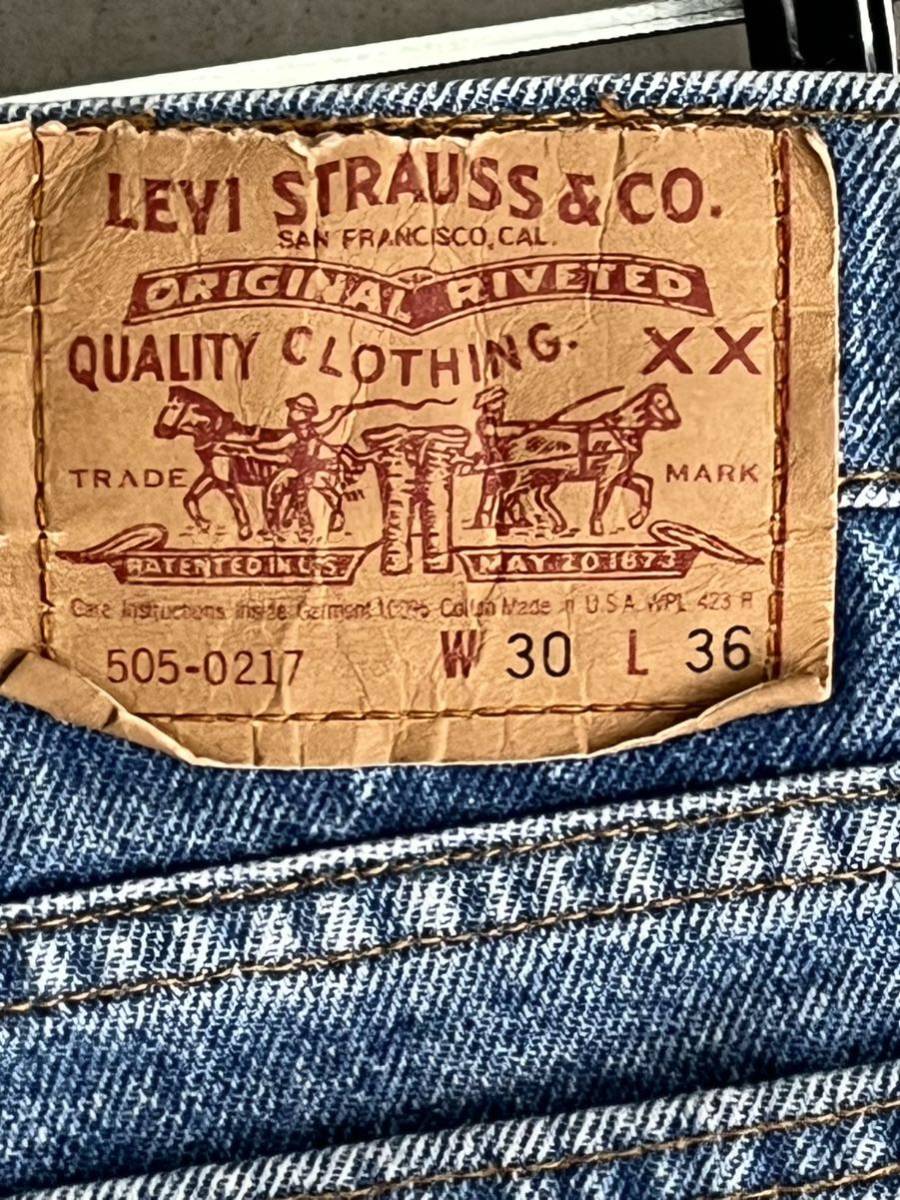 LEVI STRAUSS & CO.
SAN FRANCISCO, CAL.
ORIGINAL RIVETED
QUALITY CLOTHING. XX
TRADE MARK
PATENTED IN U.S. MAY 20 1873
Care Instructions Inside Garment 100% Cotton Made in U.S.A. WPL 423 R
505-0217 W 30 L 36